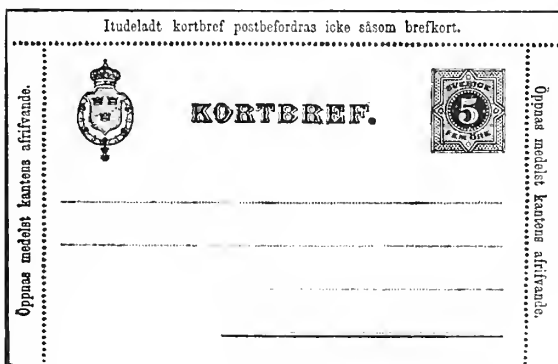 Itudeladt kortbref postbefordras icke såsom brefkort.
Öppnas medelst kantens afrifvande.
KORTBREF.
SVERIGE
5
FEM ÖRE
Öppnas medelst kantens afrifvande.